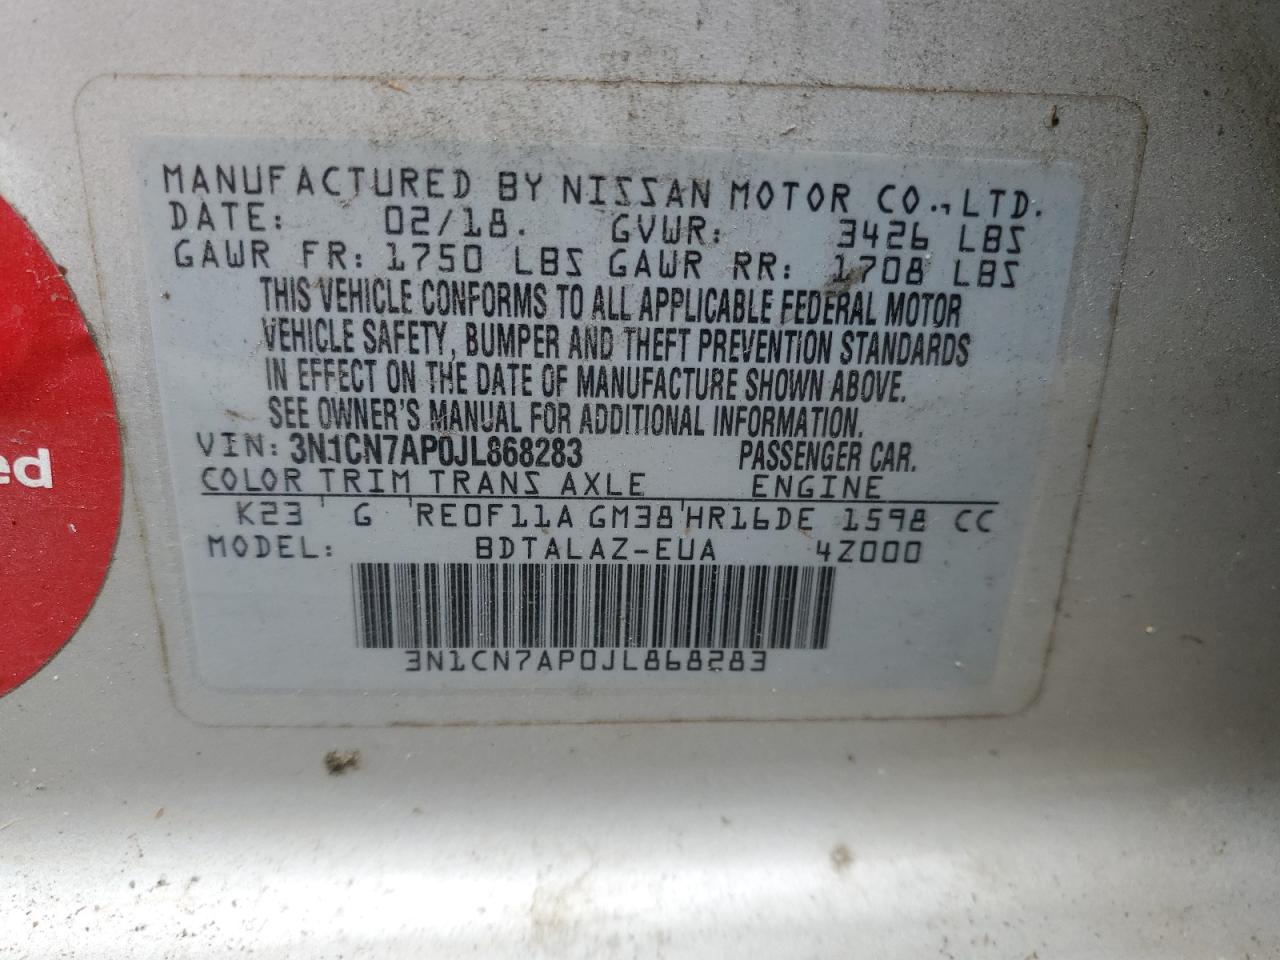 MANUFACTURED BY NISSAN MOTOR CO., LTD.
DATE: 02/18. GVWR: 3426 LBS
GAWR FR: 1750 LBS GAWR RR: 1708 LBS
THIS VEHICLE CONFORMS TO ALL APPLICABLE FEDERAL MOTOR
VEHICLE SAFETY, BUMPER AND THEFT PREVENTION STANDARDS
IN EFFECT ON THE DATE OF MANUFACTURE SHOWN ABOVE.
SEE OWNER'S MANUAL FOR ADDITIONAL INFORMATION.
VIN: 3N1CN7AP0JL868283 PASSENGER CAR.
COLOR TRIM TRANS AXLE ENGINE
K23 ' G ' RE0F11A GM38 ' HR16DE 1598 CC
MODEL: BDTALAZ-EUA 4Z000
3N1CN7AP0JL868283
ed